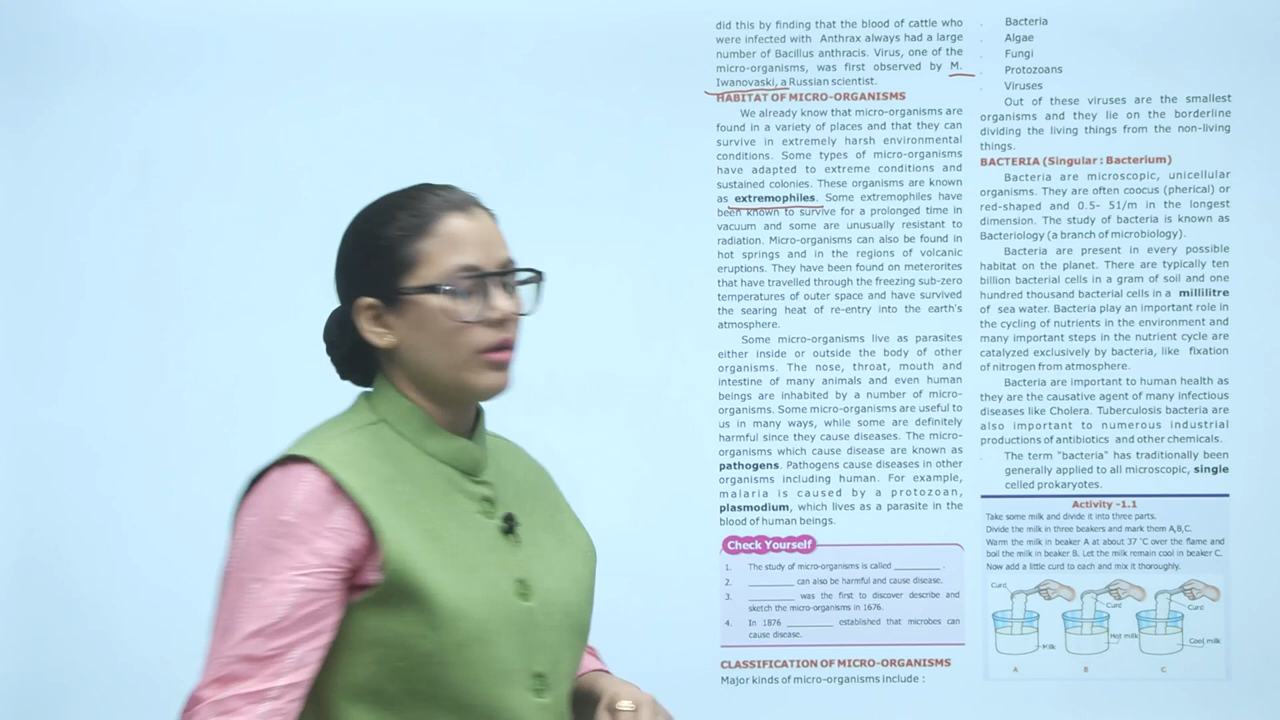 did this by finding that the blood of cattle who
were infected with Anthrax always had a large
number of Bacillus anthracis. Virus, one of the
micro-organisms, was first observed by M.
Iwanovaski, a Russian scientist.
HABITAT OF MICRO-ORGANISMS
We already know that micro-organisms are
found in a variety of places and that they can
survive in extremely harsh environmental
conditions. Some types of micro-organisms
have adapted to extreme conditions and
sustained colonies. These organisms are known
as extremophiles. Some extremophiles have
been known to survive for a prolonged time in
vacuum and some are unusually resistant to
radiation. Micro-organisms can also be found in
hot springs and in the regions of volcanic
eruptions. They have been found on meterorites
that have travelled through the freezing sub-zero
temperatures of outer space and have survived
the searing heat of re-entry into the earth's
atmosphere.
Some micro-organisms live as parasites
either inside or outside the body of other
organisms. The nose, throat, mouth and
intestine of many animals and even human
beings are inhabited by a number of micro-
organisms. Some micro-organisms are useful to
us in many ways, while some are definitely
harmful since they cause diseases. The micro-
organisms which cause disease are known as
pathogens. Pathogens cause diseases in other
organisms including human. For example,
malaria is caused by a protozoan,
plasmodium, which lives as a parasite in the
blood of human beings.
Check Yourself
1. The study of micro-organisms is called _________ .
2. _________ can also be harmful and cause disease.
3. _________ was the first to discover describe and
sketch the micro-organisms in 1676.
4. In 1876 _________ established that microbes can
cause disease.
CLASSIFICATION OF MICRO-ORGANISMS
Major kinds of micro-organisms include :
. Bacteria
. Algae
. Fungi
. Protozoans
. Viruses
Out of these viruses are the smallest
organisms and they lie on the borderline
dividing the living things from the non-living
things.
BACTERIA (Singular : Bacterium)
Bacteria are microscopic, unicellular
organisms. They are often coocus (pherical) or
red-shaped and 0.5- 51/m in the longest
dimension. The study of bacteria is known as
Bacteriology (a branch of microbiology).
Bacteria are present in every possible
habitat on the planet. There are typically ten
billion bacterial cells in a gram of soil and one
hundred thousand bacterial cells in a millilitre
of sea water. Bacteria play an important role in
the cycling of nutrients in the environment and
many important steps in the nutrient cycle are
catalyzed exclusively by bacteria, like fixation
of nitrogen from atmosphere.
Bacteria are important to human health as
they are the causative agent of many infectious
diseases like Cholera. Tuberculosis bacteria are
also important to numerous industrial
productions of antibiotics and other chemicals.
. The term "bacteria" has traditionally been
generally applied to all microscopic, single
celled prokaryotes.
Activity -1.1
Take some milk and divide it into three parts.
Divide the milk in three beakers and mark them A,B,C.
Warm the milk in beaker A at about 37 °C over the flame and
boil the milk in beaker B. Let the milk remain cool in beaker C.
Now add a little curd to each and mix it thoroughly.
Curd
Curd
Curd
Milk
Hot milk
Cool milk
A
B
C